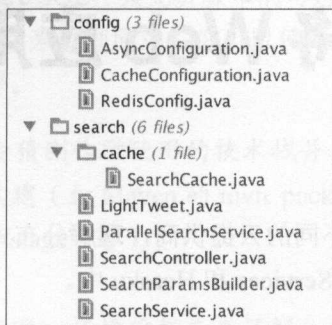 config (3 files)
AsyncConfiguration.java
CacheConfiguration.java
RedisConfig.java
search (6 files)
cache (1 file)
SearchCache.java
LightTweet.java
ParallelSearchService.java
SearchController.java
SearchParamsBuilder.java
SearchService.java